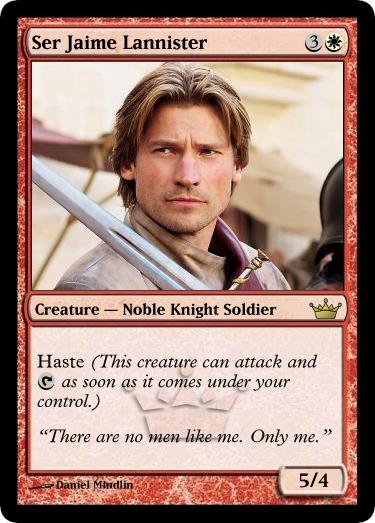 Ser Jaime Lannister 3
Creature — Noble Knight Soldier
Haste (This creature can attack and
as soon as it comes under your
control.)
“There are no men like me. Only me.”
Daniel Mindlin
5/4